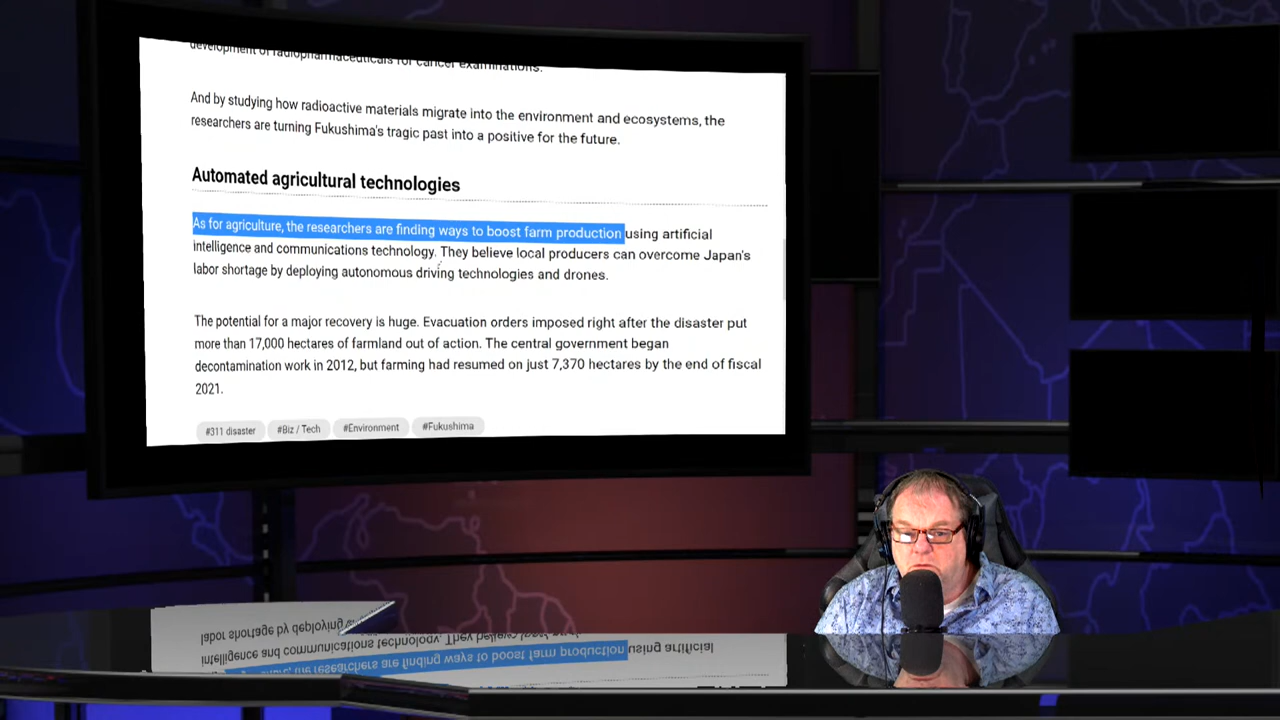 development of radiopharmaceuticals for cancer examinations.
And by studying how radioactive materials migrate into the environment and ecosystems, the
researchers are turning Fukushima's tragic past into a positive for the future.
Automated agricultural technologies
As for agriculture, the researchers are finding ways to boost farm production using artificial
intelligence and communications technology. They believe local producers can overcome Japan's
labor shortage by deploying autonomous driving technologies and drones.
The potential for a major recovery is huge. Evacuation orders imposed right after the disaster put
more than 17,000 hectares of farmland out of action. The central government began
decontamination work in 2012, but farming had resumed on just 7,370 hectares by the end of fiscal
2021.
#311 disaster #Biz / Tech #Environment #Fukushima